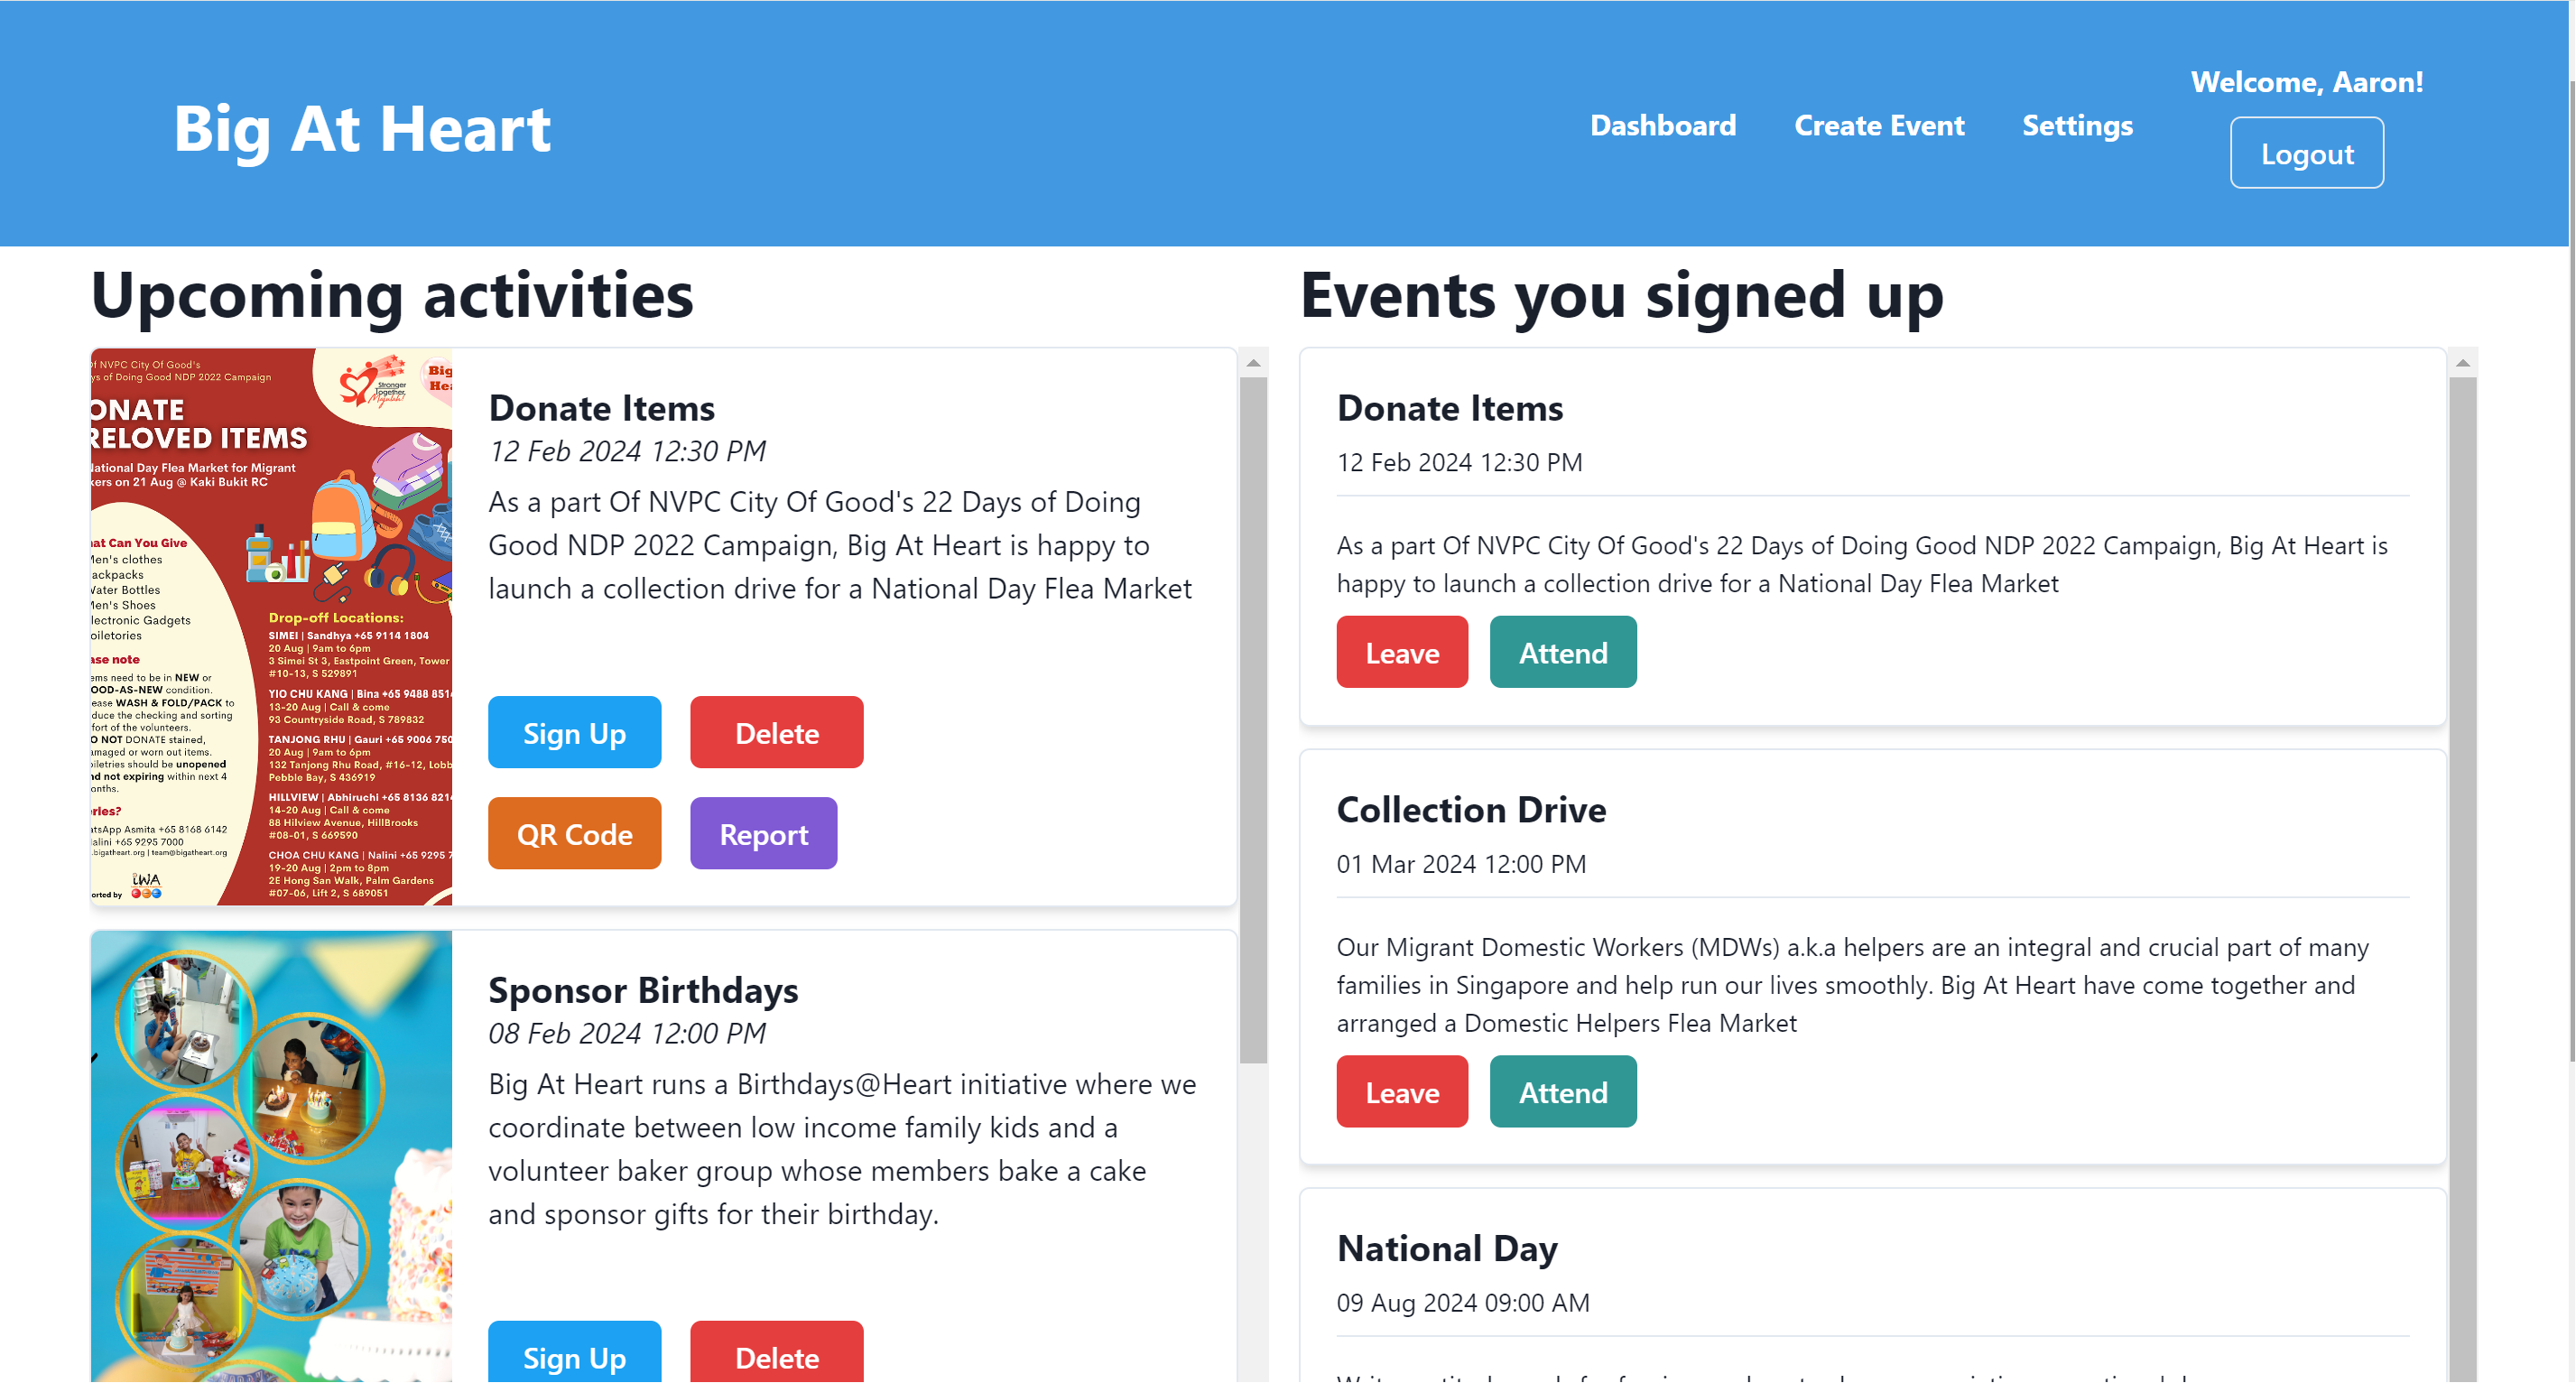 Big At Heart
Dashboard
Create Event
Settings
Welcome, Aaron!
Logout
Upcoming activities
Of NVPC City Of Good's
of Doing Good NDP 2022 Campaign
Stronger
Together,
Majulah!
Big
ONATE
RELOVED ITEMS
National Day Flea Market for Migrant
on 21 Aug @ Kaki Bukit RC
Can You Give
Men's clothes
ackpacks
Water Bottles
Men's Shoes
lectronic Gadgets
oiletories
ase note
ems need to be in NEW or
OOD-AS-NEW condition.
ease WASH & FOLD/PACK to
duce the checking and sorting
fort of the volunteers.
O NOT DONATE stained,
amaged or worn out items.
iletries should be unopened
nd not expiring within next 4
onths.
ries?
atsApp Asmita +65 8168 6142
alini +65 9295 7000
.bigatheart.org | team@bigatheart.org
orted by
iWA
Drop-off Locations:
SIMEI | Sandhya +65 9114 1804
20 Aug | 9am to 6pm
3 Simei St 3, Eastpoint Green, Tower
#10-13, S 529891
YIO CHU KANG | Bina +65 9488 851
13-20 Aug | Call & come
93 Countryside Road, S 789832
TANJONG RHU | Gauri +65 9006 750
20 Aug | 9am to 6pm
132 Tanjong Rhu Road, #16-12, Lobb
Pebble Bay, S 436919
HILLVIEW | Abhiruchi +65 8136 821
14-20 Aug | Call & come
88 Hilview Avenue, HillBrooks
#08-01, S 669590
CHOA CHU KANG | Nalini +65 9295 7
19-20 Aug | 2pm to 8pm
2E Hong San Walk, Palm Gardens
#07-06, Lift 2, S 689051
Donate Items
12 Feb 2024 12:30 PM
As a part Of NVPC City Of Good's 22 Days of Doing
Good NDP 2022 Campaign, Big At Heart is happy to
launch a collection drive for a National Day Flea Market
Sign Up
Delete
QR Code
Report
Sponsor Birthdays
08 Feb 2024 12:00 PM
Big At Heart runs a Birthdays@Heart initiative where we
coordinate between low income family kids and a
volunteer baker group whose members bake a cake
and sponsor gifts for their birthday.
Sign Up
Delete
Events you signed up
Donate Items
12 Feb 2024 12:30 PM
As a part Of NVPC City Of Good's 22 Days of Doing Good NDP 2022 Campaign, Big At Heart is
happy to launch a collection drive for a National Day Flea Market
Leave
Attend
Collection Drive
01 Mar 2024 12:00 PM
Our Migrant Domestic Workers (MDWs) a.k.a helpers are an integral and crucial part of many
families in Singapore and help run our lives smoothly. Big At Heart have come together and
arranged a Domestic Helpers Flea Market
Leave
Attend
National Day
09 Aug 2024 09:00 AM